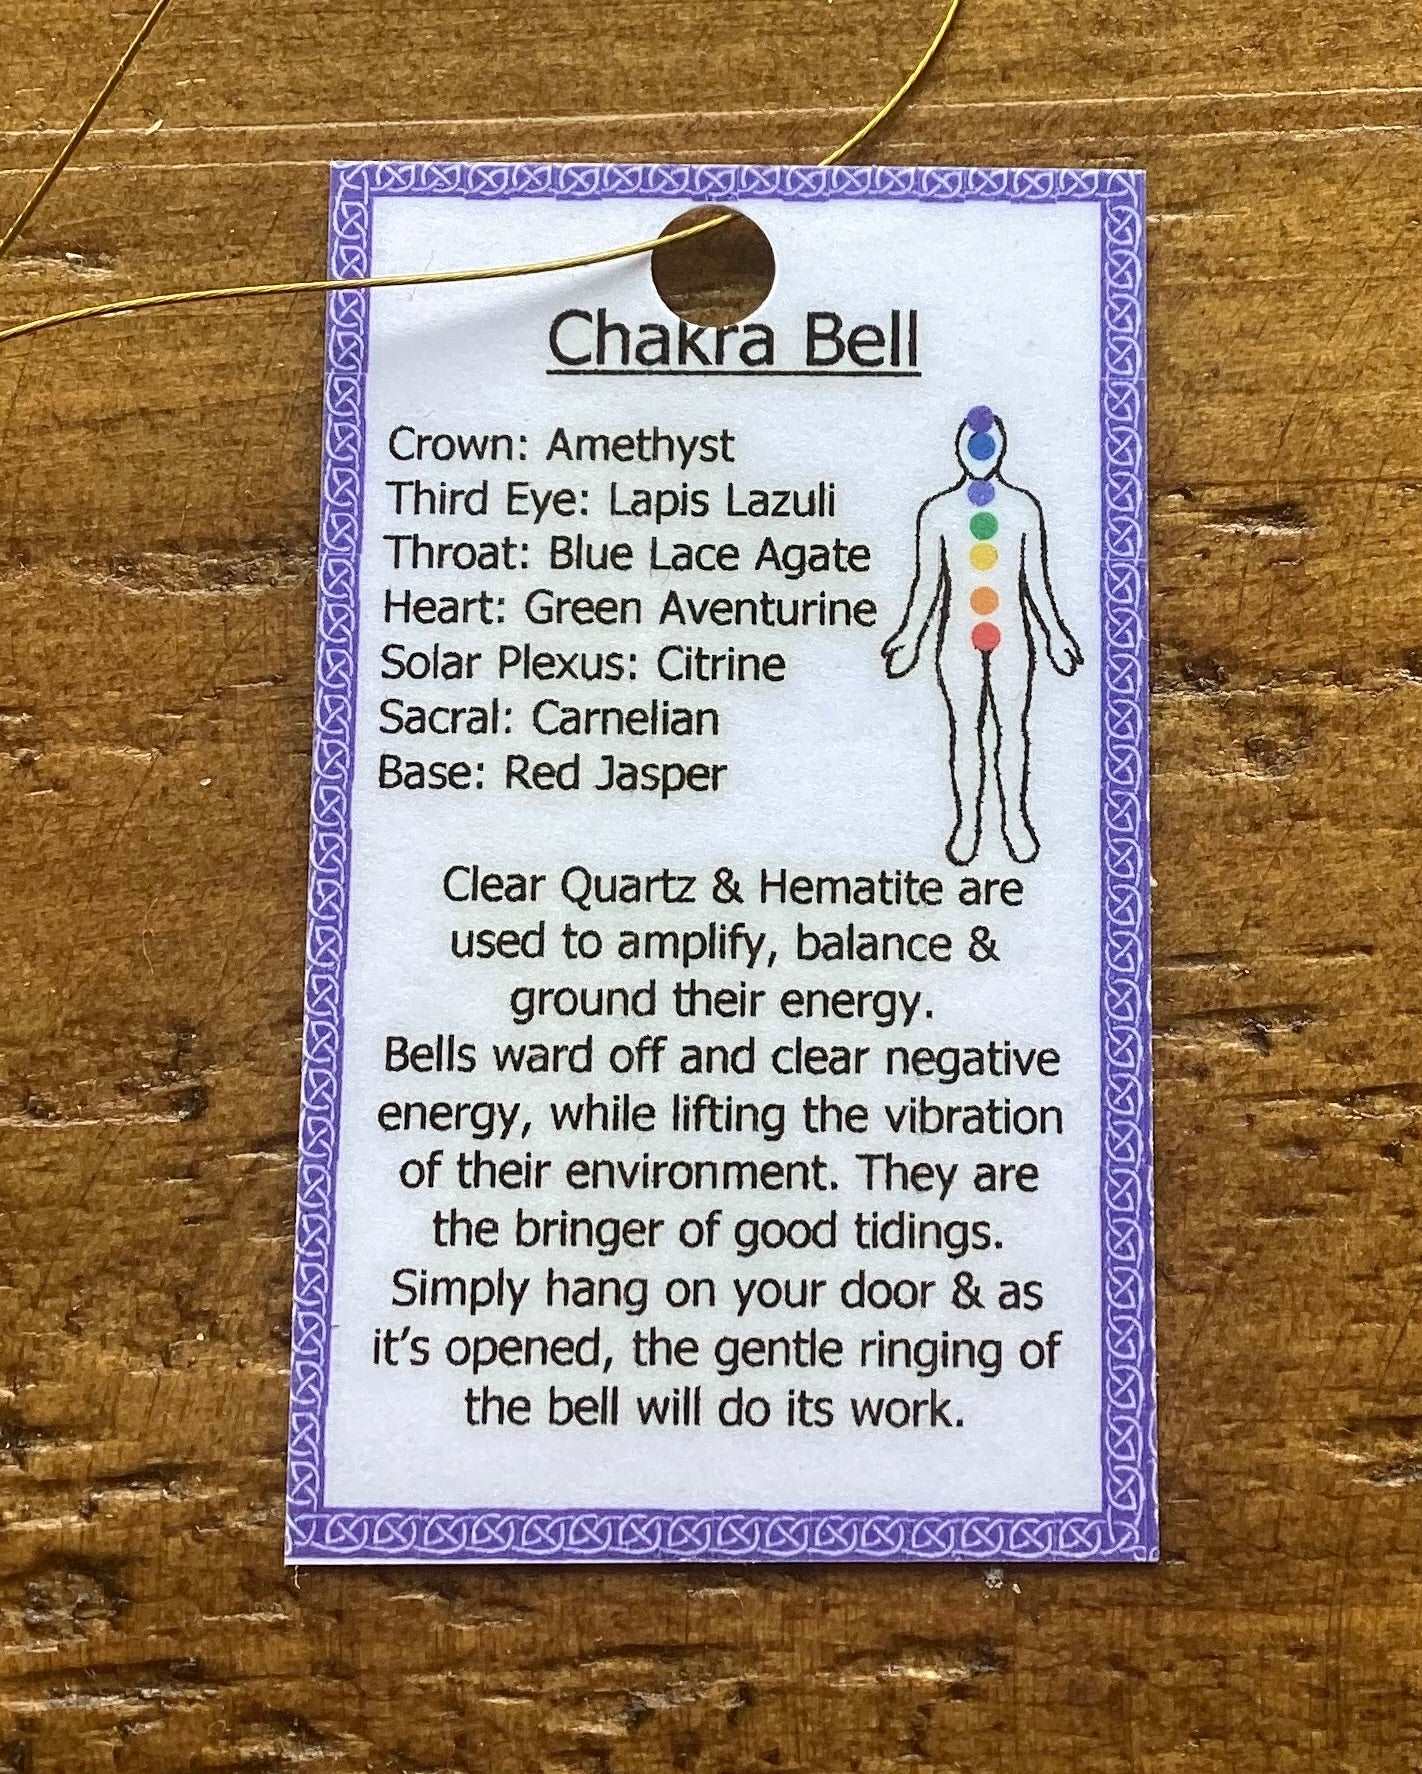 Chakra Bell
Crown: Amethyst
Third Eye: Lapis Lazuli
Throat: Blue Lace Agate
Heart: Green Aventurine
Solar Plexus: Citrine
Sacral: Carnelian
Base: Red Jasper
Clear Quartz & Hematite are
used to amplify, balance &
ground their energy.
Bells ward off and clear negative
energy, while lifting the vibration
of their environment. They are
the bringer of good tidings.
Simply hang on your door & as
it's opened, the gentle ringing of
the bell will do its work.